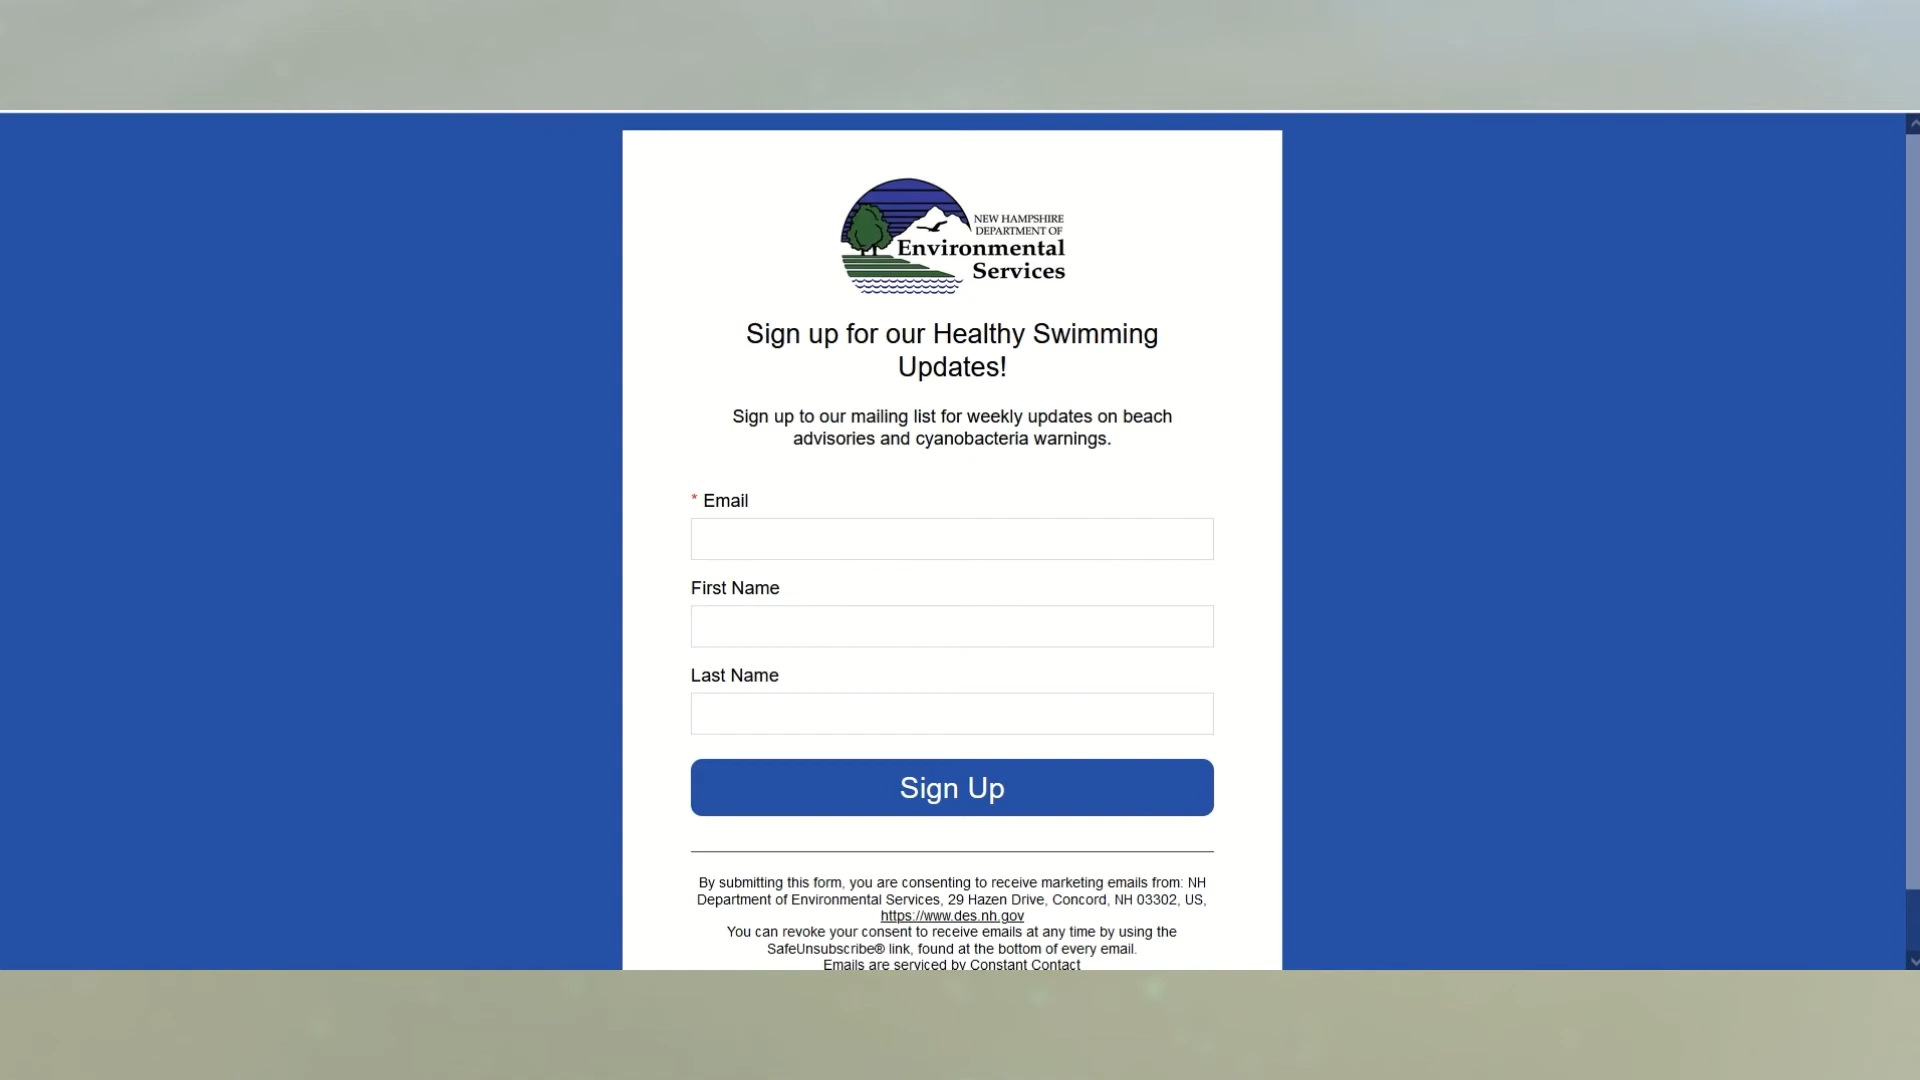 NEW HAMPSHIRE
DEPARTMENT OF
Environmental
Services
Sign up for our Healthy Swimming
Updates!
Sign up to our mailing list for weekly updates on beach
advisories and cyanobacteria warnings.
* Email
First Name
Last Name
Sign Up
By submitting this form, you are consenting to receive marketing emails from: NH
Department of Environmental Services, 29 Hazen Drive, Concord, NH 03302, US,
https://www.des.nh.gov
You can revoke your consent to receive emails at any time by using the
SafeUnsubscribe® link, found at the bottom of every email.
Emails are serviced by Constant Contact